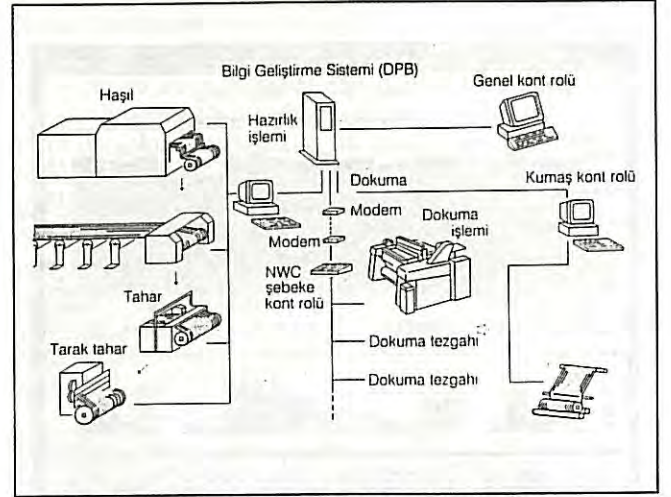 Bilgi Geliştirme Sistemi (DPB)
Haşıl
Genel kont rolü
Hazırlık
işlemi
Dokuma
Kumaş kont rolü
Modem
Dokuma
işlemi
Modem
NWC
şebeke
kont rolü
Tahar
Dokuma tezgahı
Tarak tahar
Dokuma tezgahı